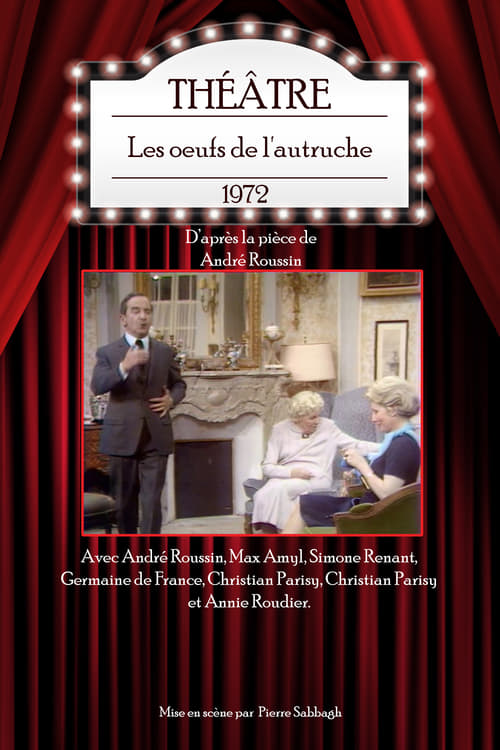 THÉÂTRE
Les oeufs de l'autruche
1972
D'après la pièce de
André Roussin
Avec André Roussin, Max Amyl, Simone Renant,
Germaine de France, Christian Parisy, Christian Parisy
et Annie Roudier.
Mise en scène par Pierre Sabbagh